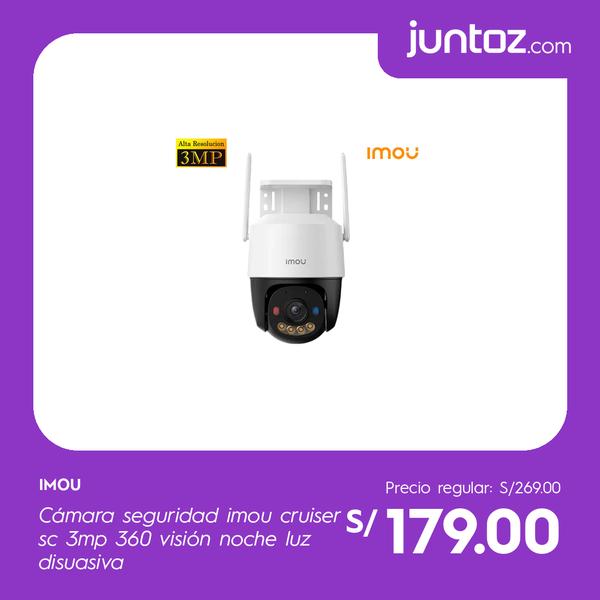 juntoz.com
Alta Resolucion
3MP
imou
imou
IMOU
Precio regular: S/269.00
Cámara seguridad imou cruiser
sc 3mp 360 visión noche luz
disuasiva
S/ 179.00